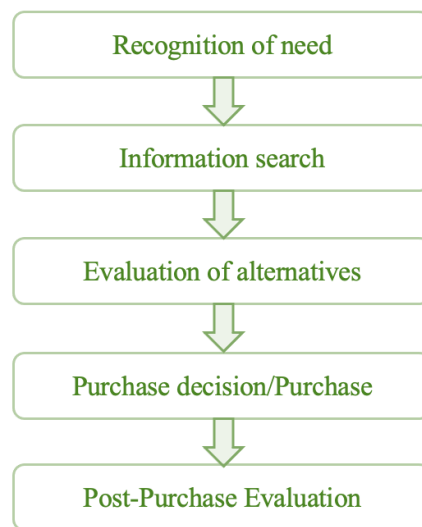 Recognition of need
Information search
Evaluation of alternatives
Purchase decision/Purchase
Post-Purchase Evaluation